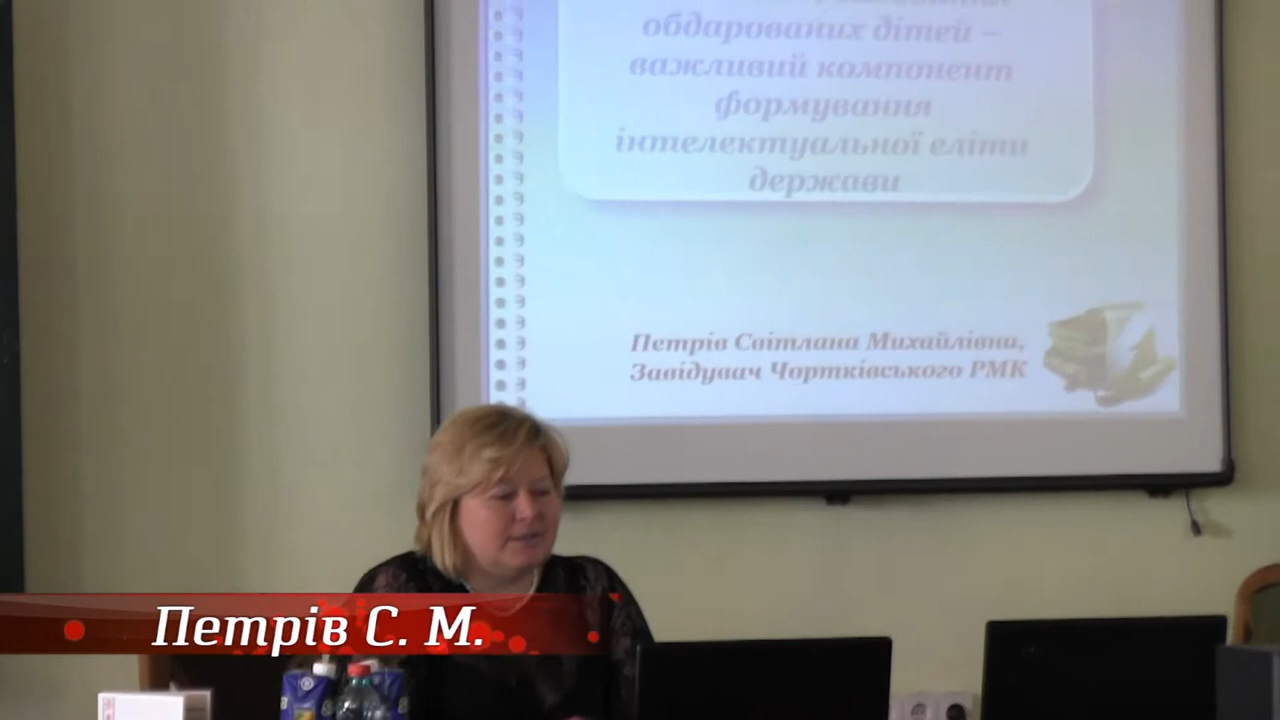 обдарованих дітей –
важливий компонент
формування
інтелектуальної еліти
держави
Петрів Світлана Михайлівна,
Завідувач Чортківського РМК
Петрів С. М.